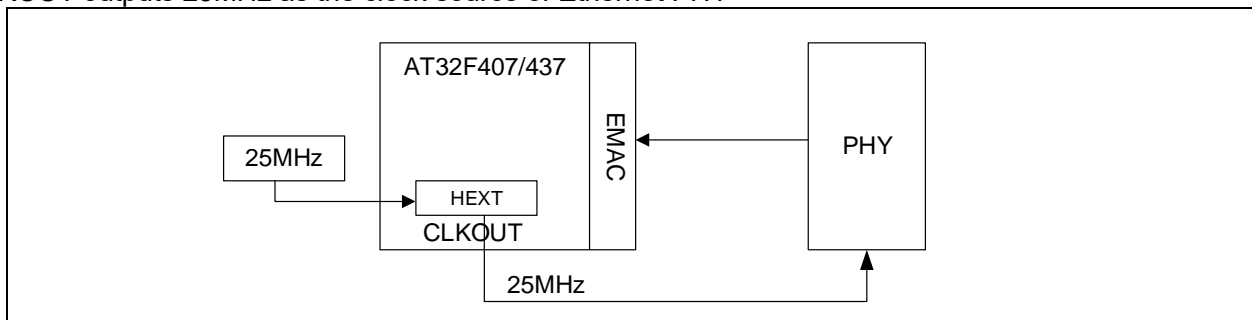 AT32F407/437
EMAC
PHY
25MHz
HEXT
CLKOUT
25MHz